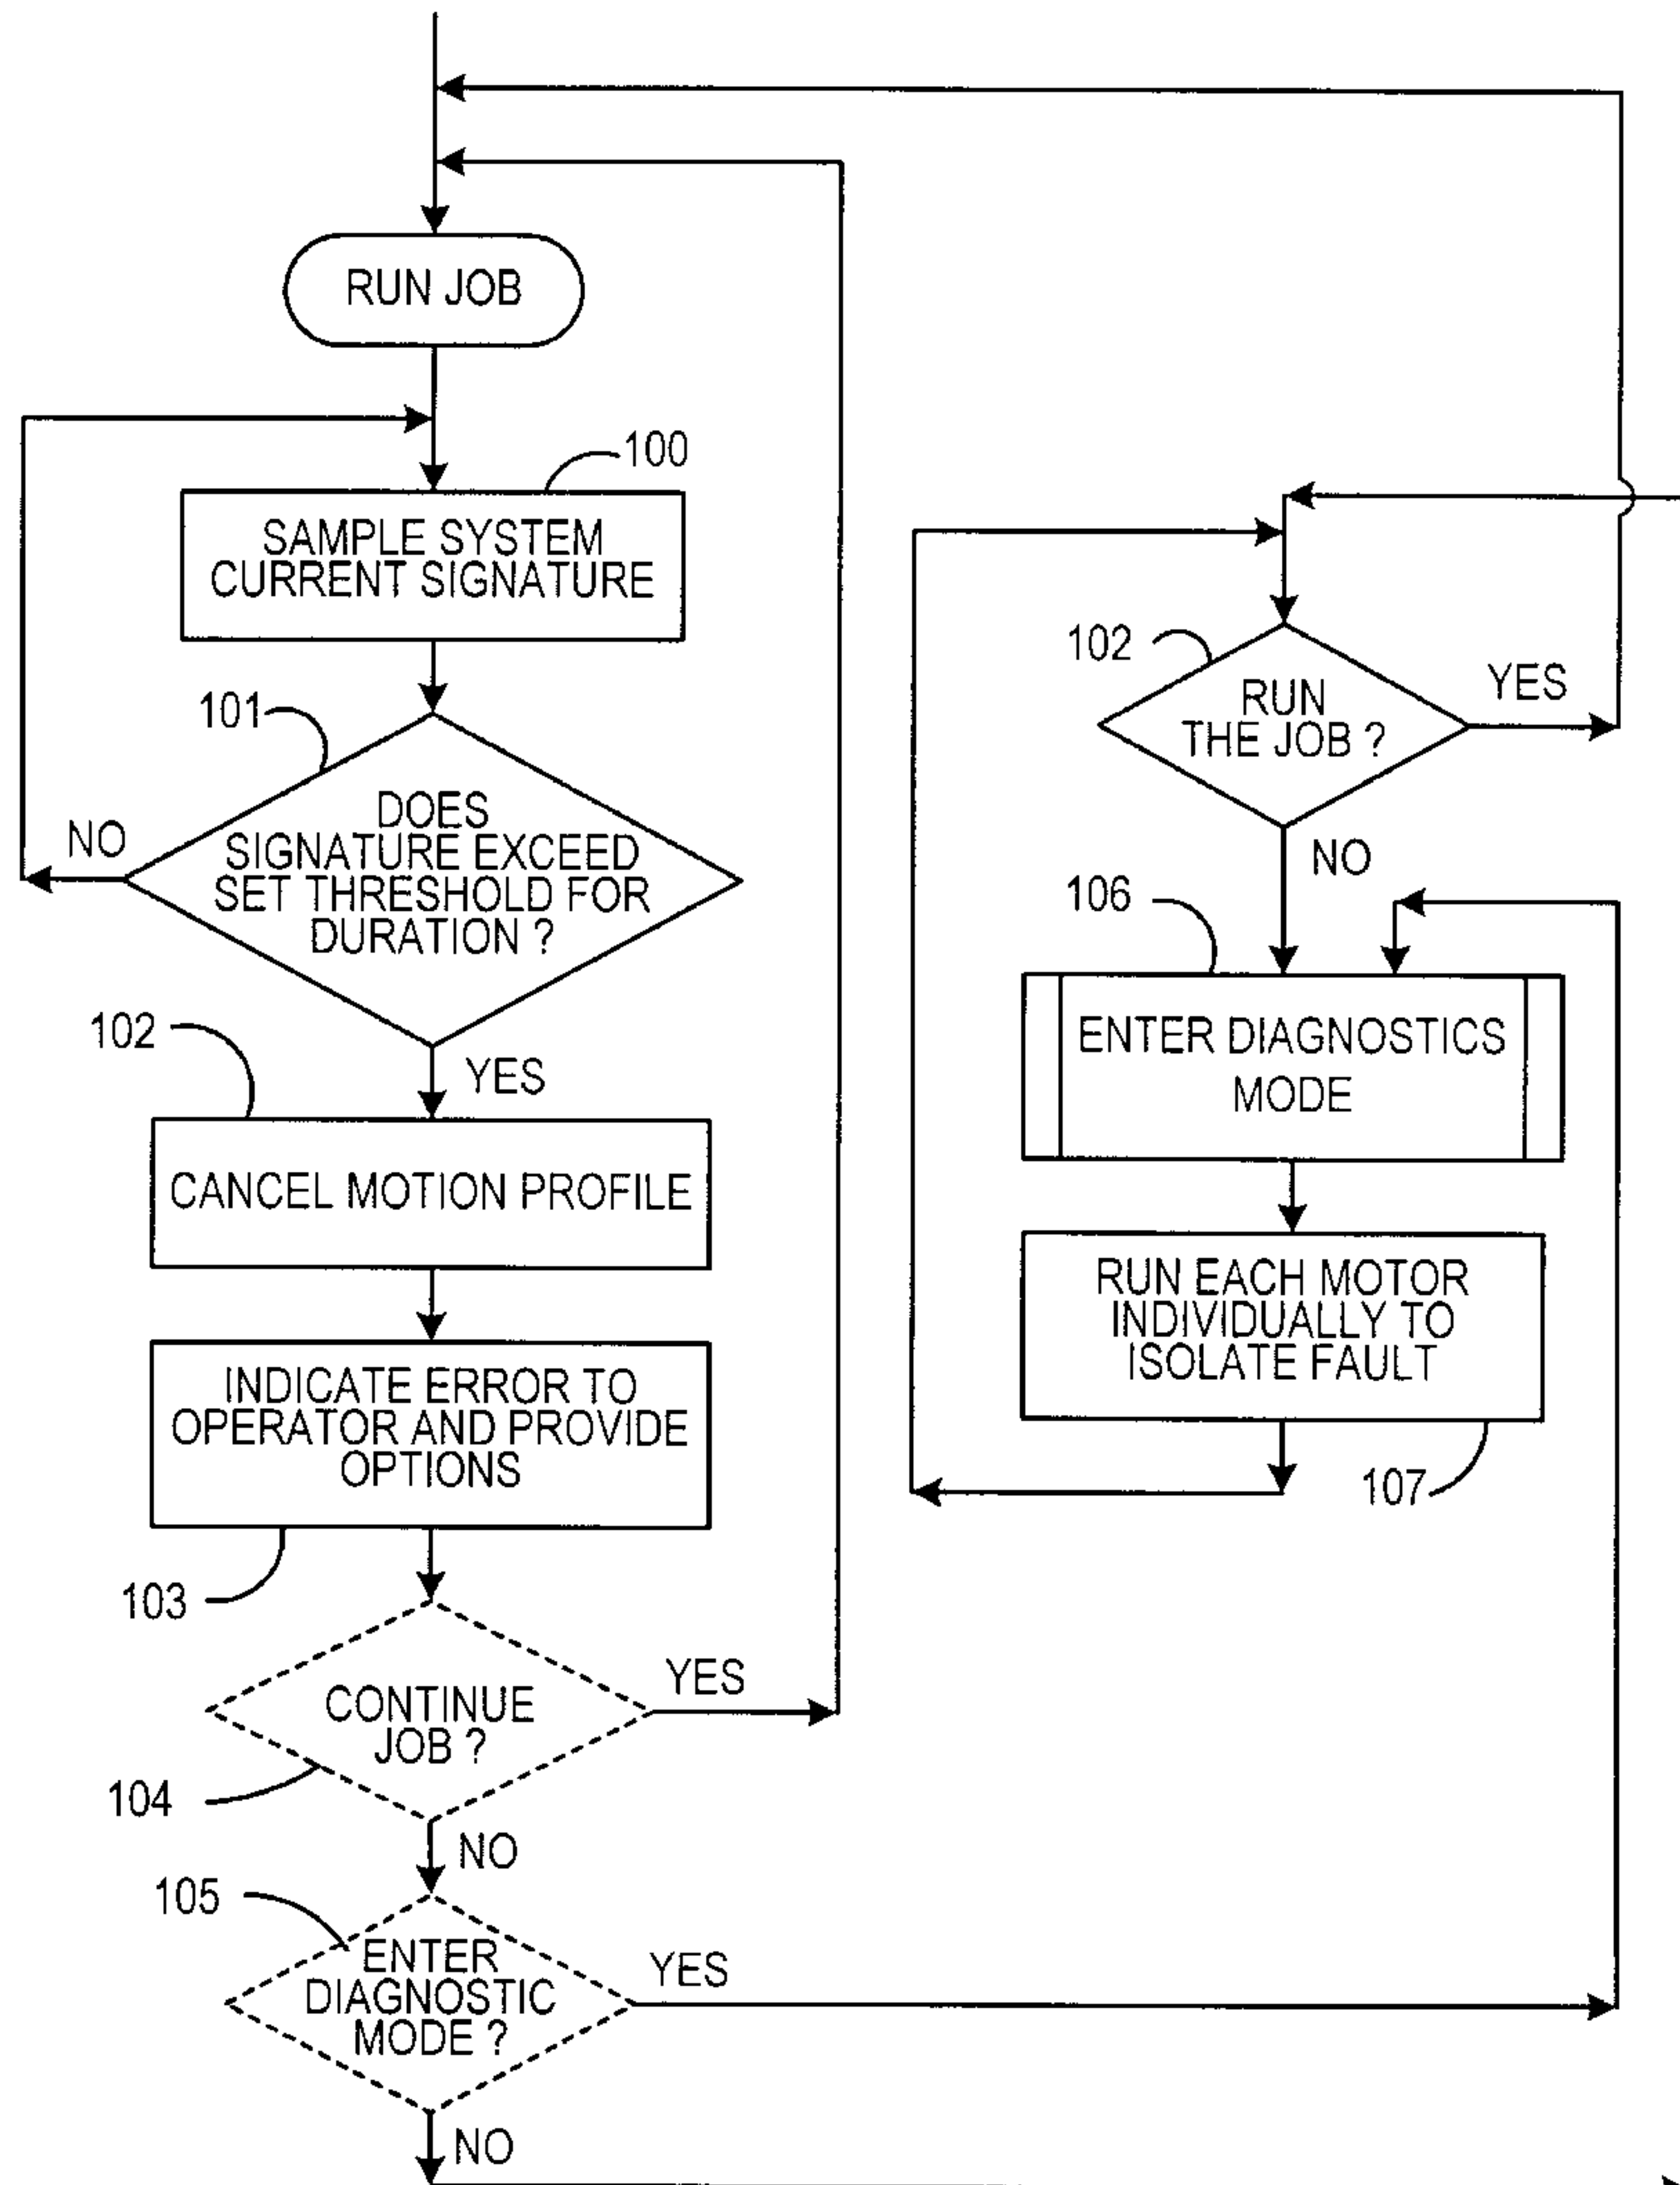 RUN JOB
100
SAMPLE SYSTEM
CURRENT SIGNATURE
101
DOES
SIGNATURE EXCEED
SET THRESHOLD FOR
DURATION ?
NO
YES
102
CANCEL MOTION PROFILE
INDICATE ERROR TO
OPERATOR AND PROVIDE
OPTIONS
103
CONTINUE
JOB ?
YES
104
NO
105
ENTER
DIAGNOSTIC
MODE ?
YES
NO
102
RUN
THE JOB ?
YES
NO
106
ENTER DIAGNOSTICS
MODE
RUN EACH MOTOR
INDIVIDUALLY TO
ISOLATE FAULT
107